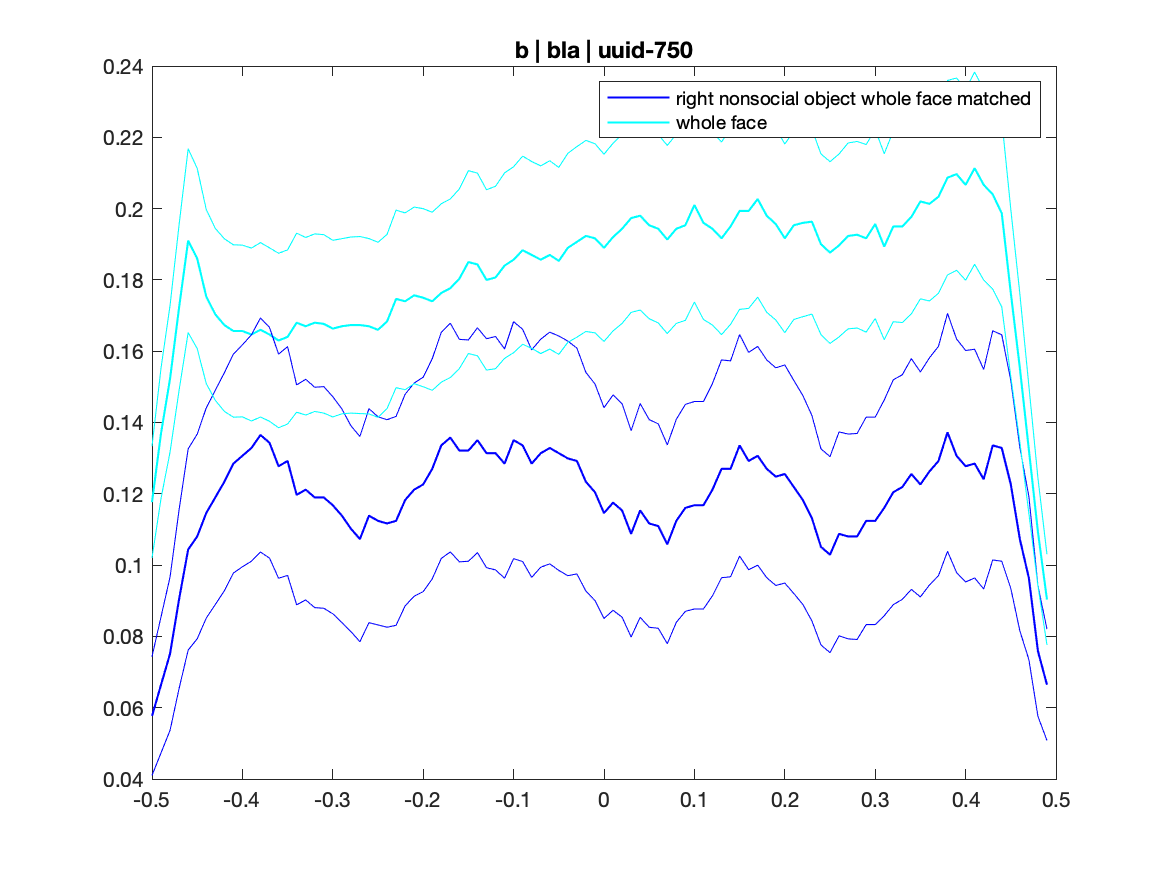 b | bla | uuid-750
right nonsocial object whole face matched
whole face
0.24
0.22
0.2
0.18
0.16
0.14
0.12
0.1
0.08
0.06
0.04
-0.5 -0.4 -0.3 -0.2 -0.1 0 0.1 0.2 0.3 0.4 0.5